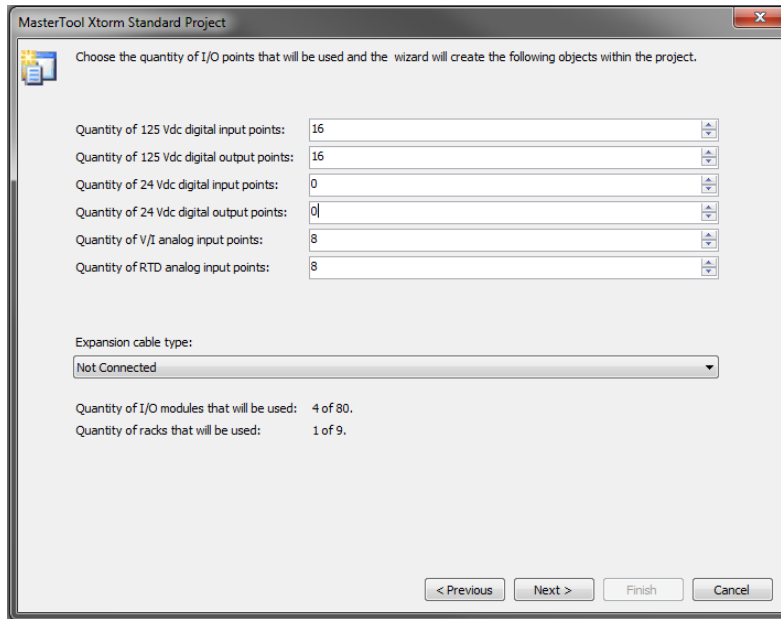 MasterTool Xtorm Standard Project
Choose the quantity of I/O points that will be used and the wizard will create the following objects within the project.
Quantity of 125 Vdc digital input points: 16
Quantity of 125 Vdc digital output points: 16
Quantity of 24 Vdc digital input points: 0
Quantity of 24 Vdc digital output points: 0
Quantity of V/I analog input points: 8
Quantity of RTD analog input points: 8
Expansion cable type:
Not Connected
Quantity of I/O modules that will be used: 4 of 80.
Quantity of racks that will be used: 1 of 9.
< Previous Next > Finish Cancel